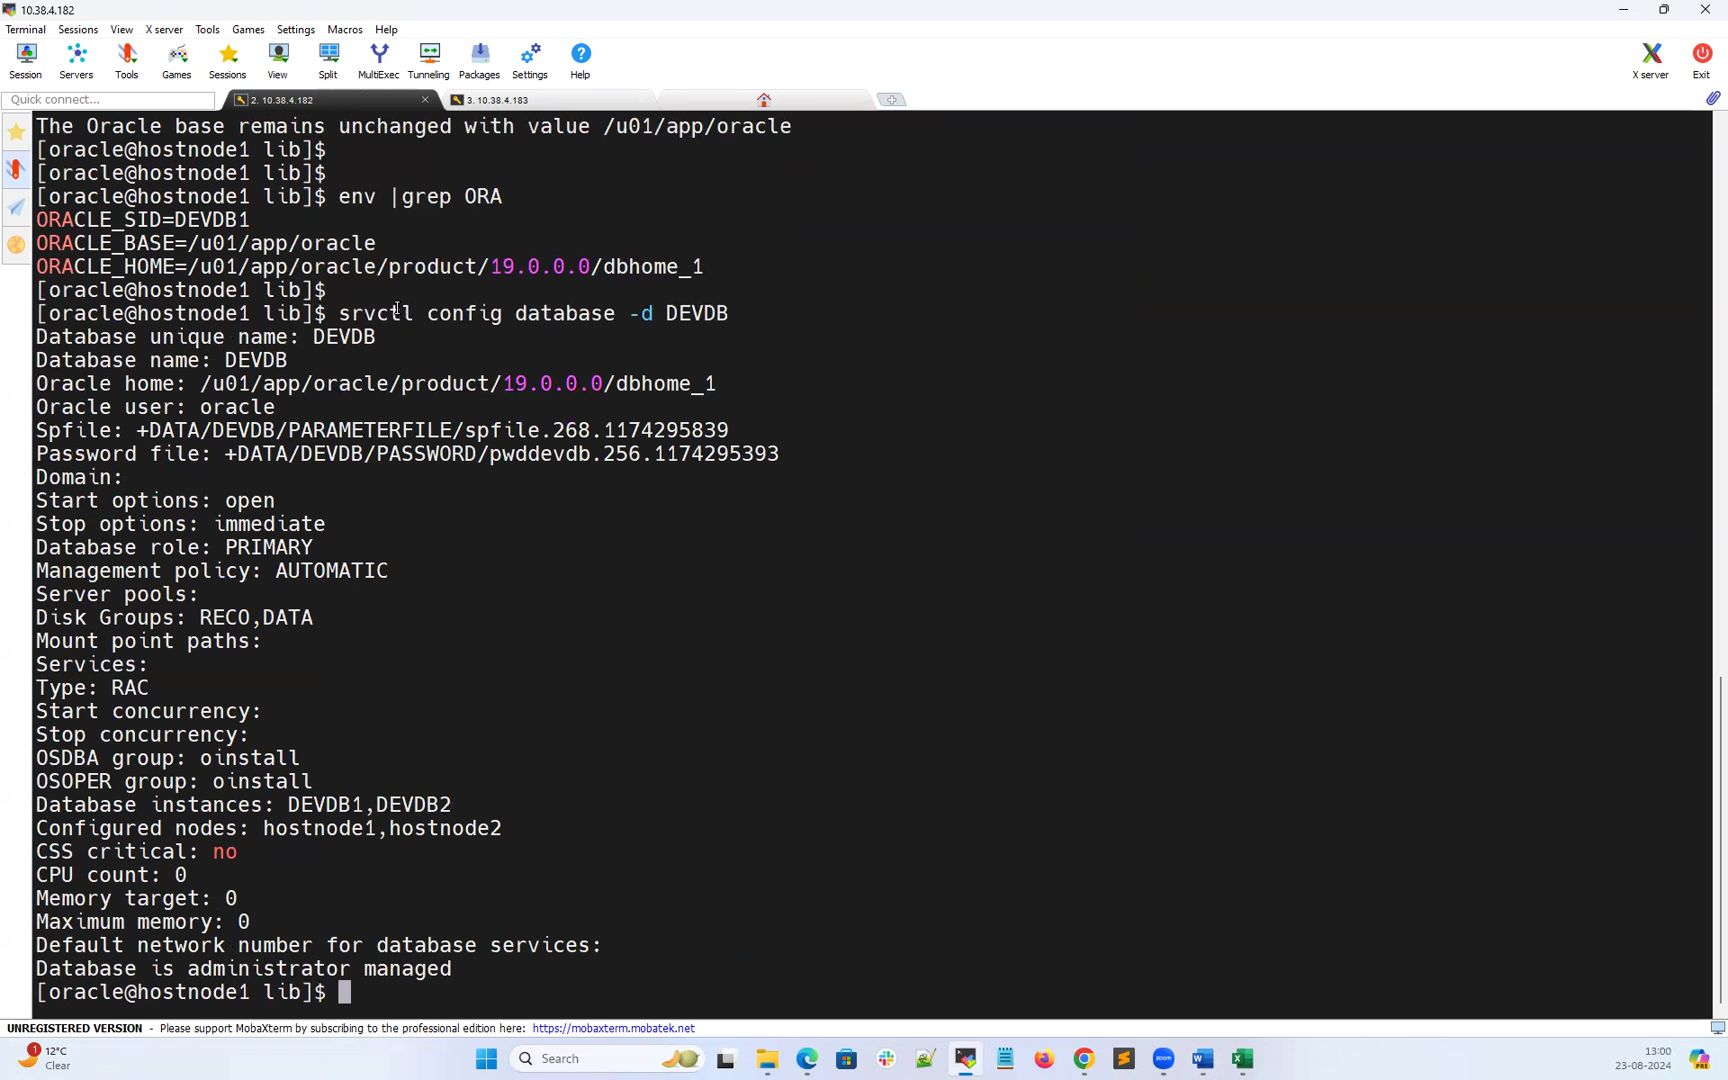 10.38.4.182
Terminal Sessions View X server Tools Games Settings Macros Help
Session Servers Tools Games Sessions View Split MultiExec Tunneling Packages Settings Help X server Exit
Quick connect... 2. 10.38.4.182 3. 10.38.4.183
The Oracle base remains unchanged with value /u01/app/oracle
[oracle@hostnode1 lib]$
[oracle@hostnode1 lib]$
[oracle@hostnode1 lib]$ env |grep ORA
ORACLE_SID=DEVDB1
ORACLE_BASE=/u01/app/oracle
ORACLE_HOME=/u01/app/oracle/product/19.0.0.0/dbhome_1
[oracle@hostnode1 lib]$
[oracle@hostnode1 lib]$ srvctl config database -d DEVDB
Database unique name: DEVDB
Database name: DEVDB
Oracle home: /u01/app/oracle/product/19.0.0.0/dbhome_1
Oracle user: oracle
Spfile: +DATA/DEVDB/PARAMETERFILE/spfile.268.1174295839
Password file: +DATA/DEVDB/PASSWORD/pwddevdb.256.1174295393
Domain:
Start options: open
Stop options: immediate
Database role: PRIMARY
Management policy: AUTOMATIC
Server pools:
Disk Groups: RECO,DATA
Mount point paths:
Services:
Type: RAC
Start concurrency:
Stop concurrency:
OSDBA group: oinstall
OSOPER group: oinstall
Database instances: DEVDB1,DEVDB2
Configured nodes: hostnode1,hostnode2
CSS critical: no
CPU count: 0
Memory target: 0
Maximum memory: 0
Default network number for database services:
Database is administrator managed
[oracle@hostnode1 lib]$
UNREGISTERED VERSION - Please support MobaXterm by subscribing to the professional edition here: https://mobaxterm.mobatek.net
1 12°C
Clear
Search
13:00
23-08-2024
PRE